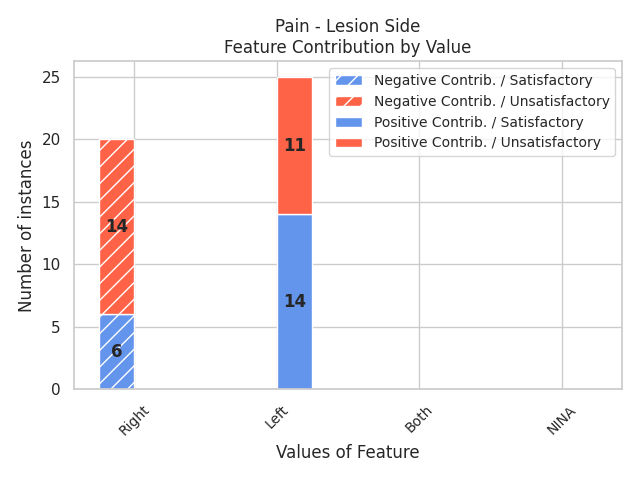 Pain - Lesion Side
Feature Contribution by Value
Negative Contrib. / Satisfactory
Negative Contrib. / Unsatisfactory
Positive Contrib. / Satisfactory
Positive Contrib. / Unsatisfactory
Number of instances
25
20
15
10
5
0
14
6
11
14
Right
Left
Both
NINA
Values of Feature